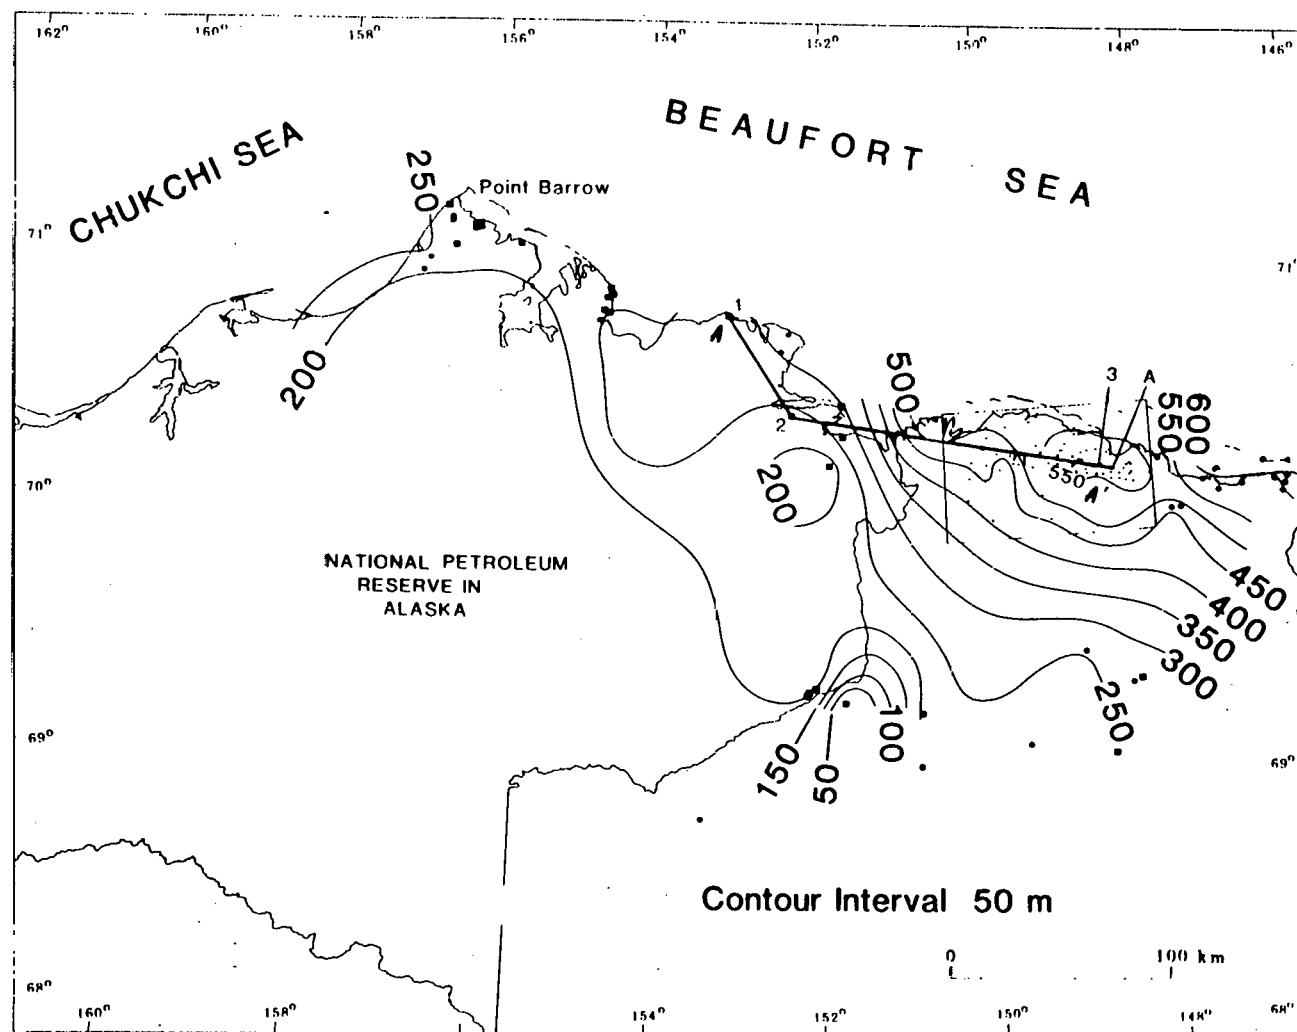 162° 160° 158° 156° 154° 152° 150° 148° 146°
BEAUFORT SEA
CHUKCHI SEA
250
Point Barrow
71°
71°
1
A
200
500
3 A
600
550
2
200
550
A'
70°
NATIONAL PETROLEUM
RESERVE IN
ALASKA
450
400
350
300
250
69°
150
50
100
69°
Contour Interval 50 m
0 100 km
68°
160° 158° 154° 152° 150° 148° 68°